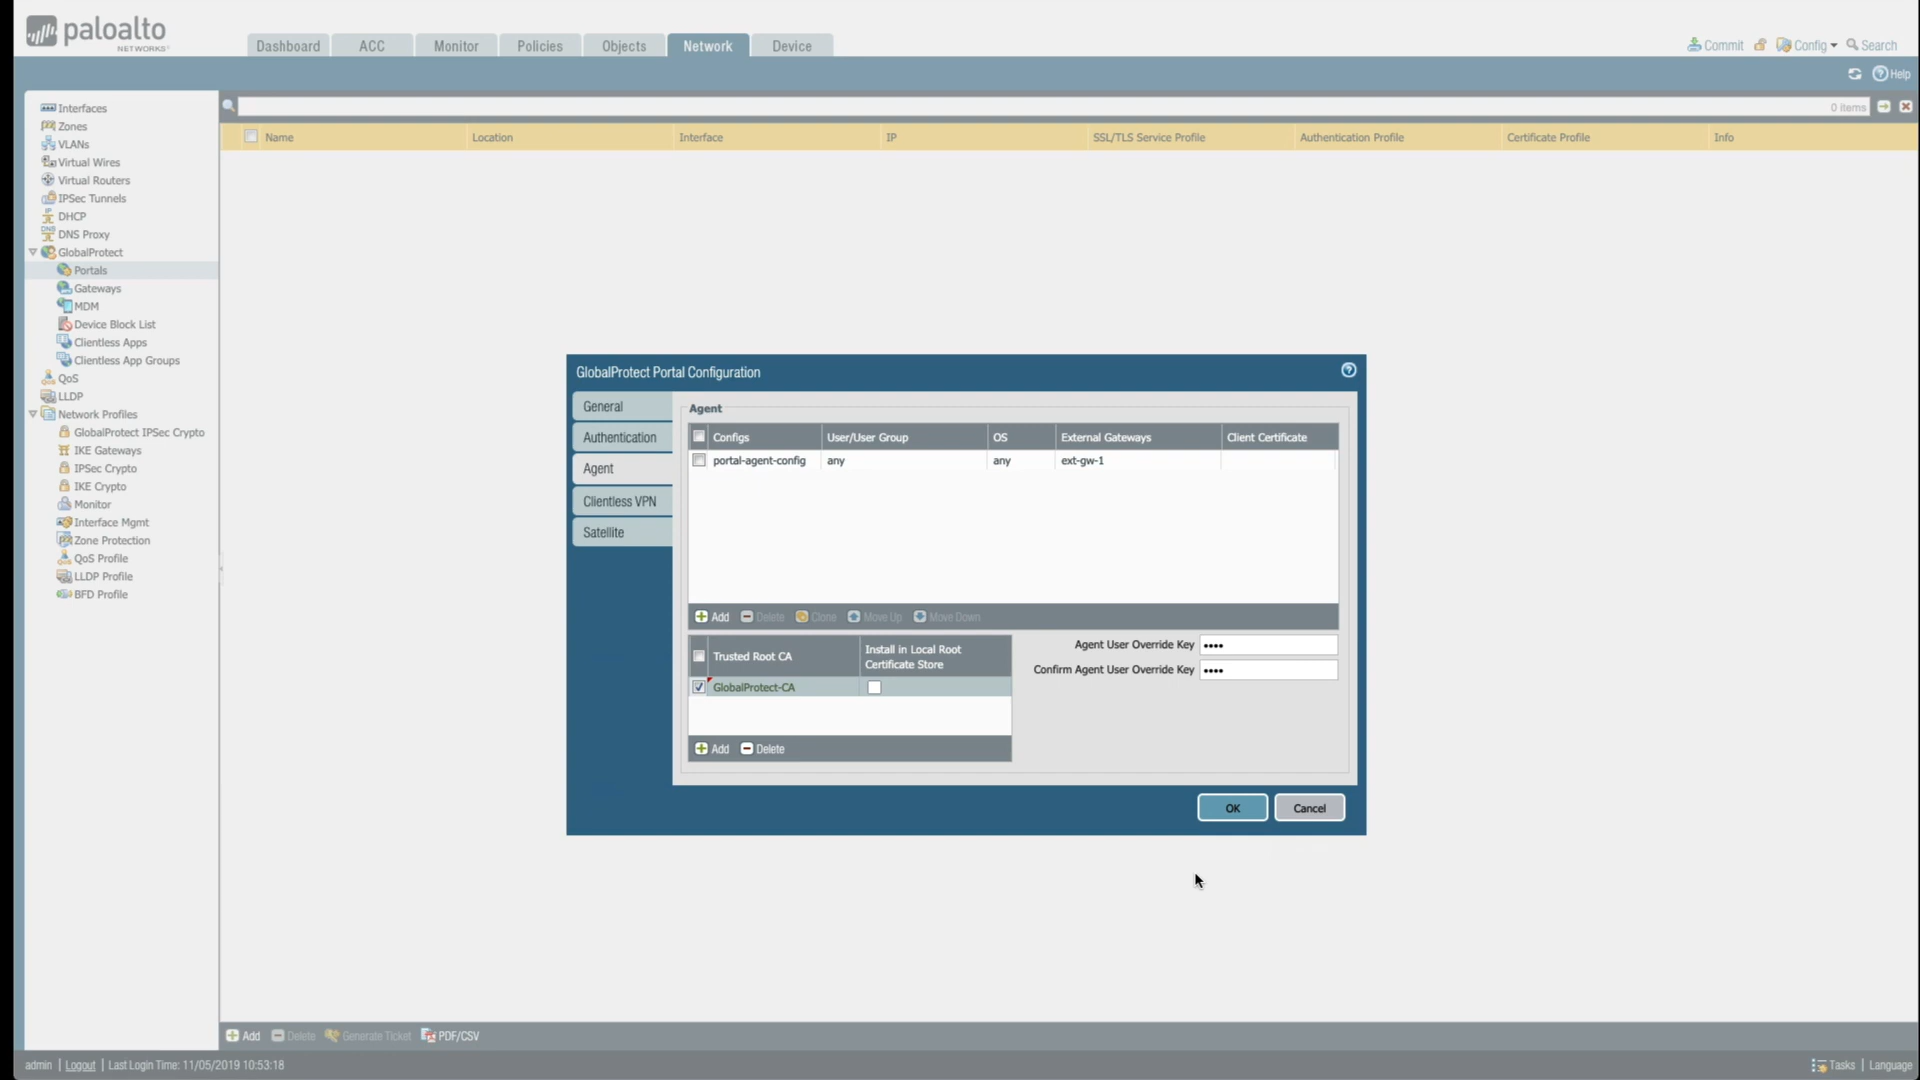 paloalto
NETWORKS®
Dashboard ACC Monitor Policies Objects Network Device
Commit Config Search
Help
0 items
Name Location Interface IP SSL/TLS Service Profile Authentication Profile Certificate Profile Info
Interfaces
Zones
VLANs
Virtual Wires
Virtual Routers
IPSec Tunnels
DHCP
DNS Proxy
GlobalProtect
Portals
Gateways
MDM
Device Block List
Clientless Apps
Clientless App Groups
QoS
LLDP
Network Profiles
GlobalProtect IPSec Crypto
IKE Gateways
IPSec Crypto
IKE Crypto
Monitor
Interface Mgmt
Zone Protection
QoS Profile
LLDP Profile
BFD Profile
GlobalProtect Portal Configuration
General
Authentication
Agent
Clientless VPN
Satellite
Agent
Configs User/User Group OS External Gateways Client Certificate
portal-agent-config any any ext-gw-1
Add Delete Clone Move Up Move Down
Trusted Root CA Install in Local Root
Certificate Store
GlobalProtect-CA
Add Delete
Agent User Override Key ••••
Confirm Agent User Override Key ••••
OK Cancel
Add Delete Generate Ticket PDF/CSV
admin | Logout | Last Login Time: 11/05/2019 10:53:18
Tasks | Language